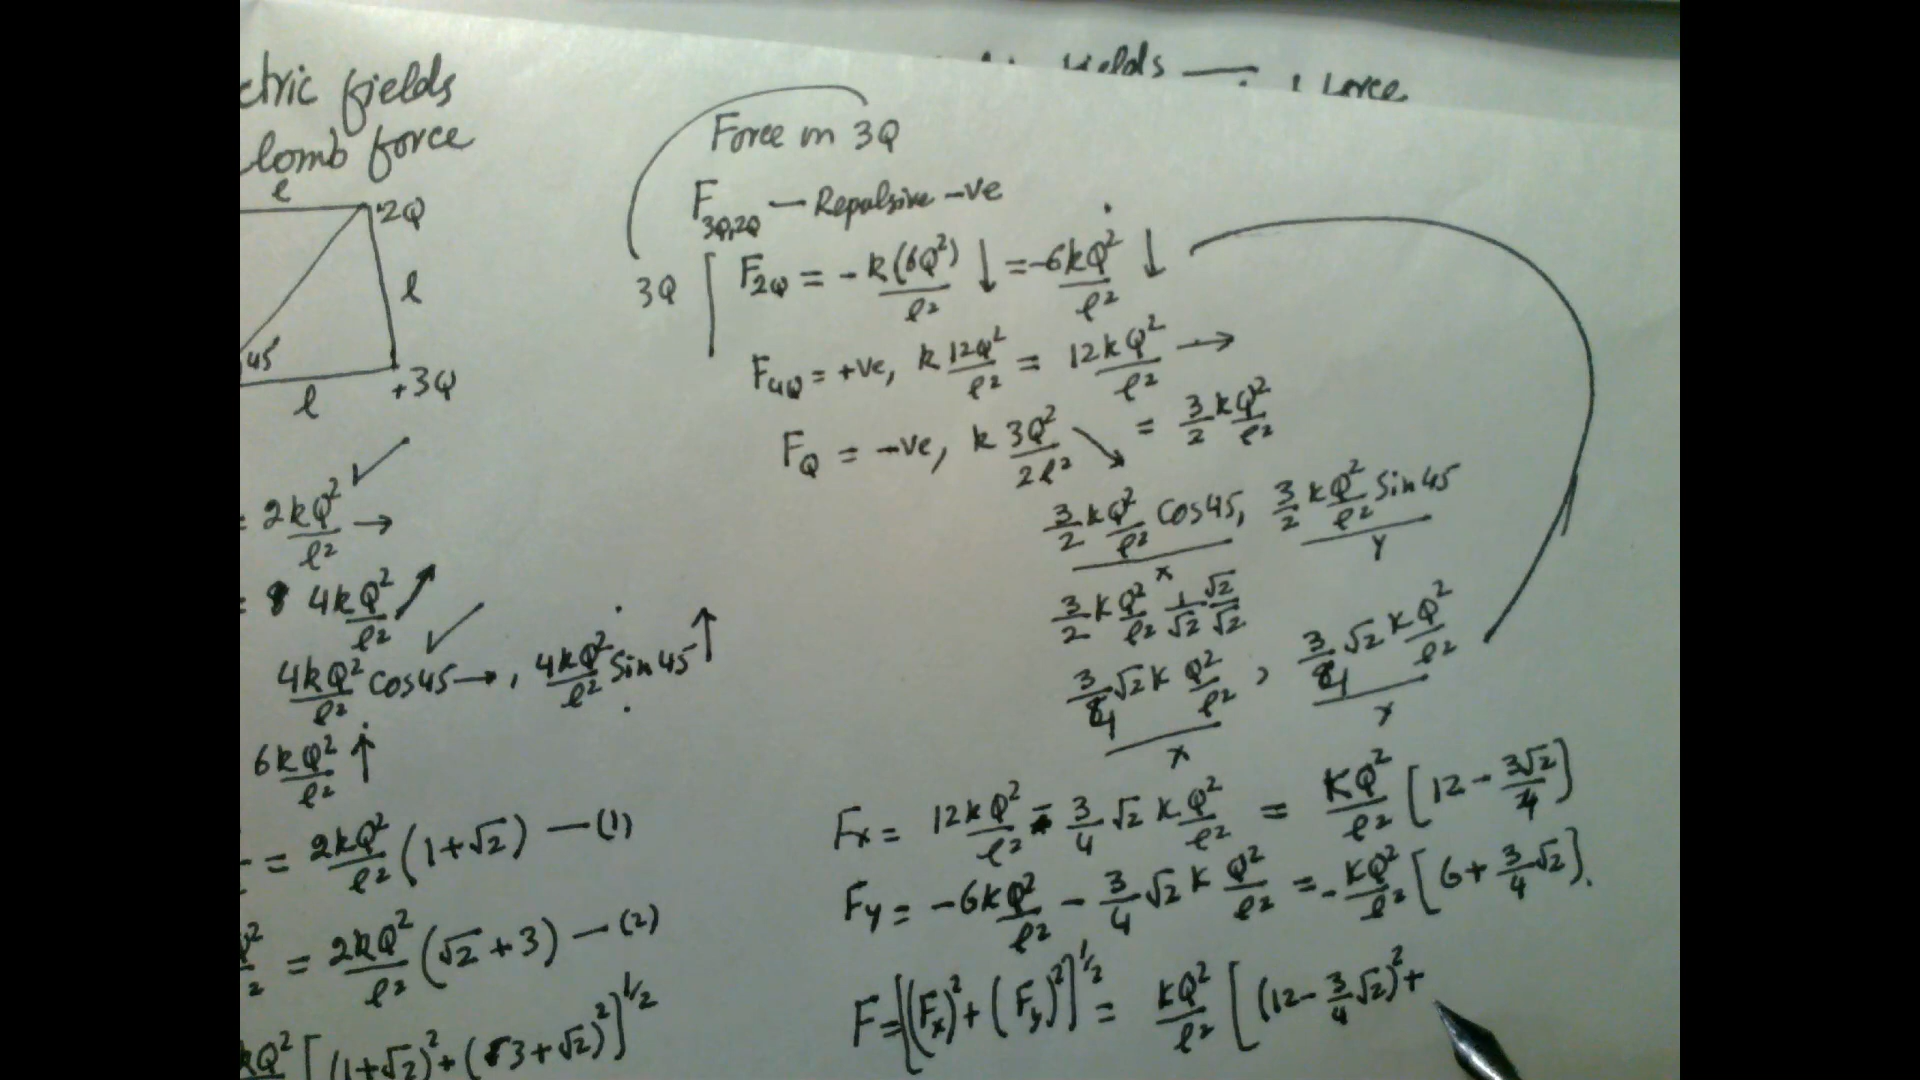 ctric fields
lomb force
l
2Q
l
45°
+3Q
l
= 2kQ²/l² →
= 4kQ²/l² ↗
4kQ²/l² Cos45 →, 4kQ²/l² Sin45 ↑
6kQ²/l² ↑
= 2kQ²/l² (1+√2) — (1)
= 2kQ²/l² (√2+3) — (2)
kQ²[(1+√2)²+(3+√2)²]^1/2
fields —
force
Force on 3Q
F3Q,2Q — Repulsive -ve
3Q | F2Q = -k(6Q²)/l² ↓ = -6kQ²/l² ↓
F4Q = +ve, k 12Q²/l² = 12kQ²/l² →
FQ = -ve, k 3Q²/2l² ↘ = 3/2 kQ²/l²
3/2 kQ²/l² Cos45, 3/2 kQ²/l² Sin45
x y
3/2 kQ²/l² 1/√2 √2/√2
3/4 √2 k Q²/l², 3/4 √2 kQ²/l²
x x
Fx = 12kQ²/l² - 3/4 √2 kQ²/l² = kQ²/l² [12 - 3√2/4]
Fy = -6kQ²/l² - 3/4 √2 k Q²/l² = -kQ²/l² [6 + 3/4 √2].
F = [(Fx)² + (Fy)²]^1/2 = kQ²/l² [(12 - 3/4 √2)² +